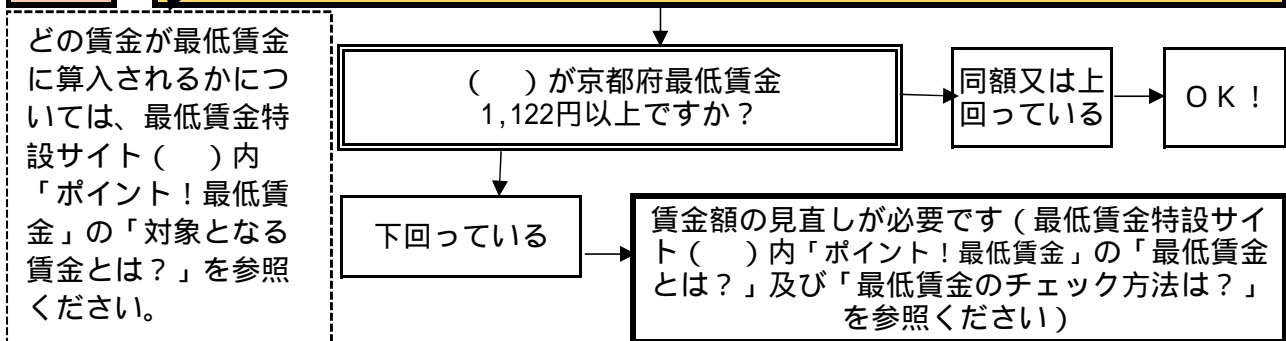 どの賃金が最低賃金
に算入されるかにつ
いては、最低賃金特
設サイト(　)内
「ポイント!最低賃
金」の「対象となる
賃金とは?」を参照
ください。
(　)が京都府最低賃金
1,122円以上ですか?
同額又は上
回っている
OK!
下回っている
賃金額の見直しが必要です(最低賃金特設サイ
ト(　)内「ポイント!最低賃金」の「最低賃金
とは?」及び「最低賃金のチェック方法は?」
を参照ください)